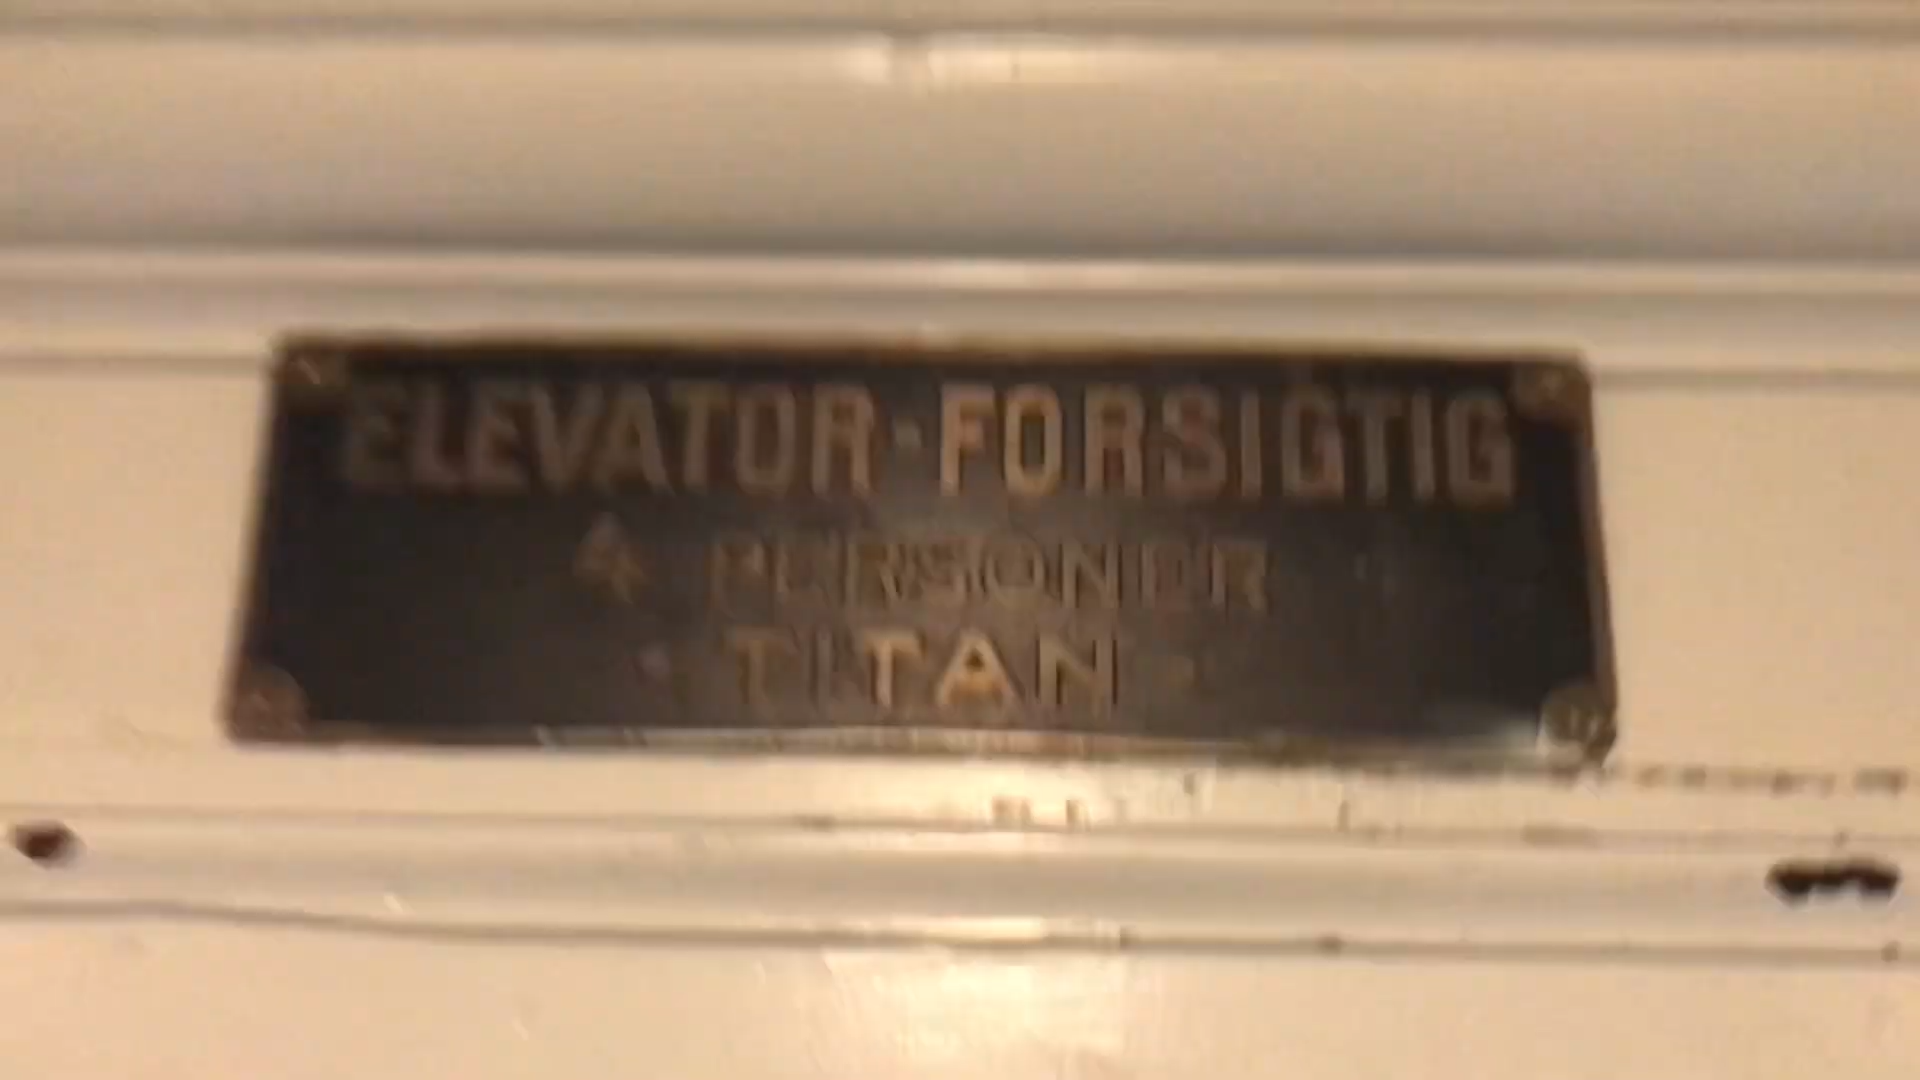 ELEVATOR · FORSIGTIG
4 PERSONER
· TITAN ·